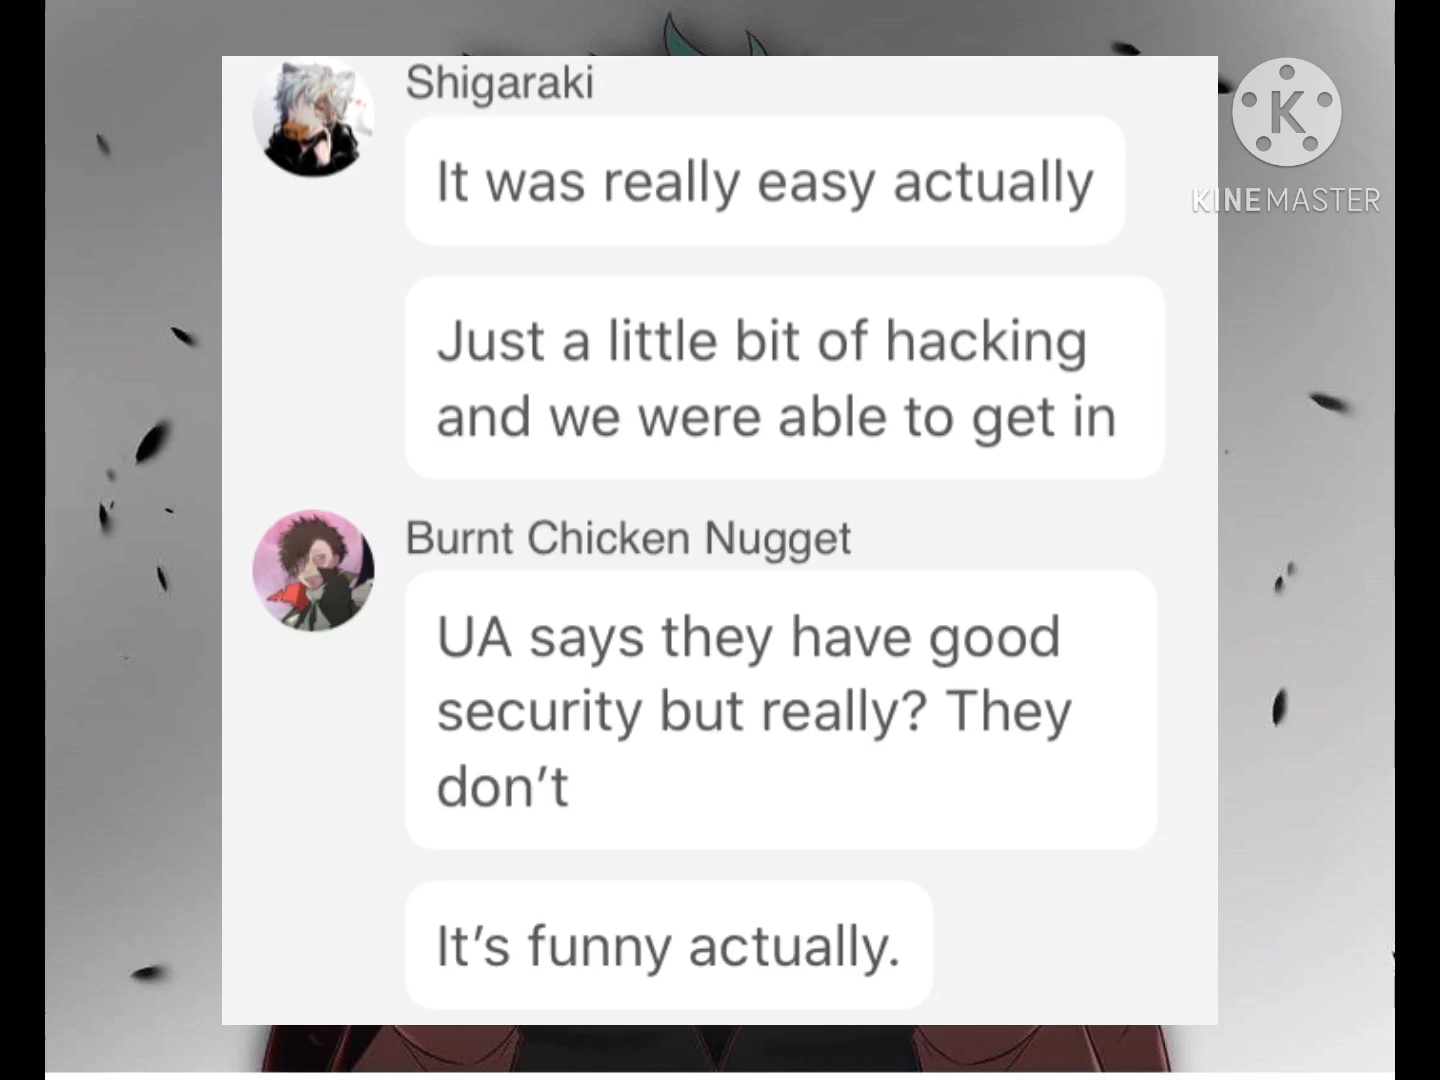 Shigaraki
It was really easy actually
Just a little bit of hacking
and we were able to get in
Burnt Chicken Nugget
UA says they have good
security but really? They
don’t
It’s funny actually.
K
KINEMASTER